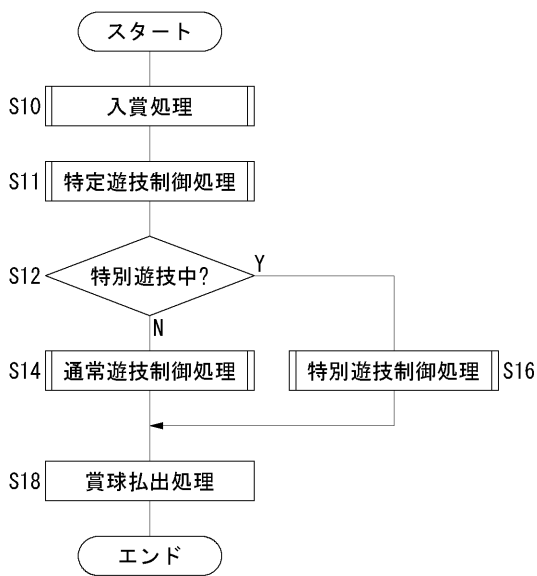 スタート
S10 入賞処理
S11 特定遊技制御処理
S12 特別遊技中?
Y
N
S14 通常遊技制御処理
特別遊技制御処理 S16
S18 賞球払出処理
エンド